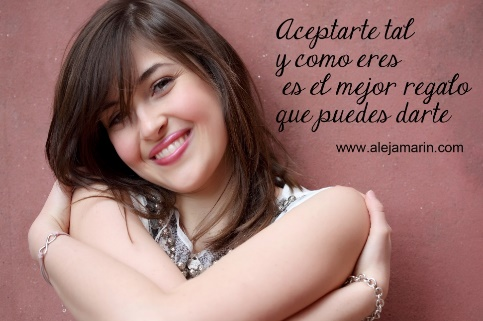 Aceptarte tal
y como eres
es el mejor regalo
que puedes darte
www.alejamarin.com